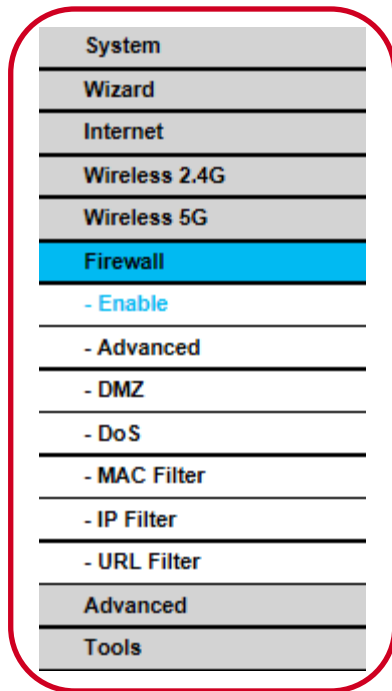 System
Wizard
Internet
Wireless 2.4G
Wireless 5G
Firewall
- Enable
- Advanced
- DMZ
- DoS
- MAC Filter
- IP Filter
- URL Filter
Advanced
Tools